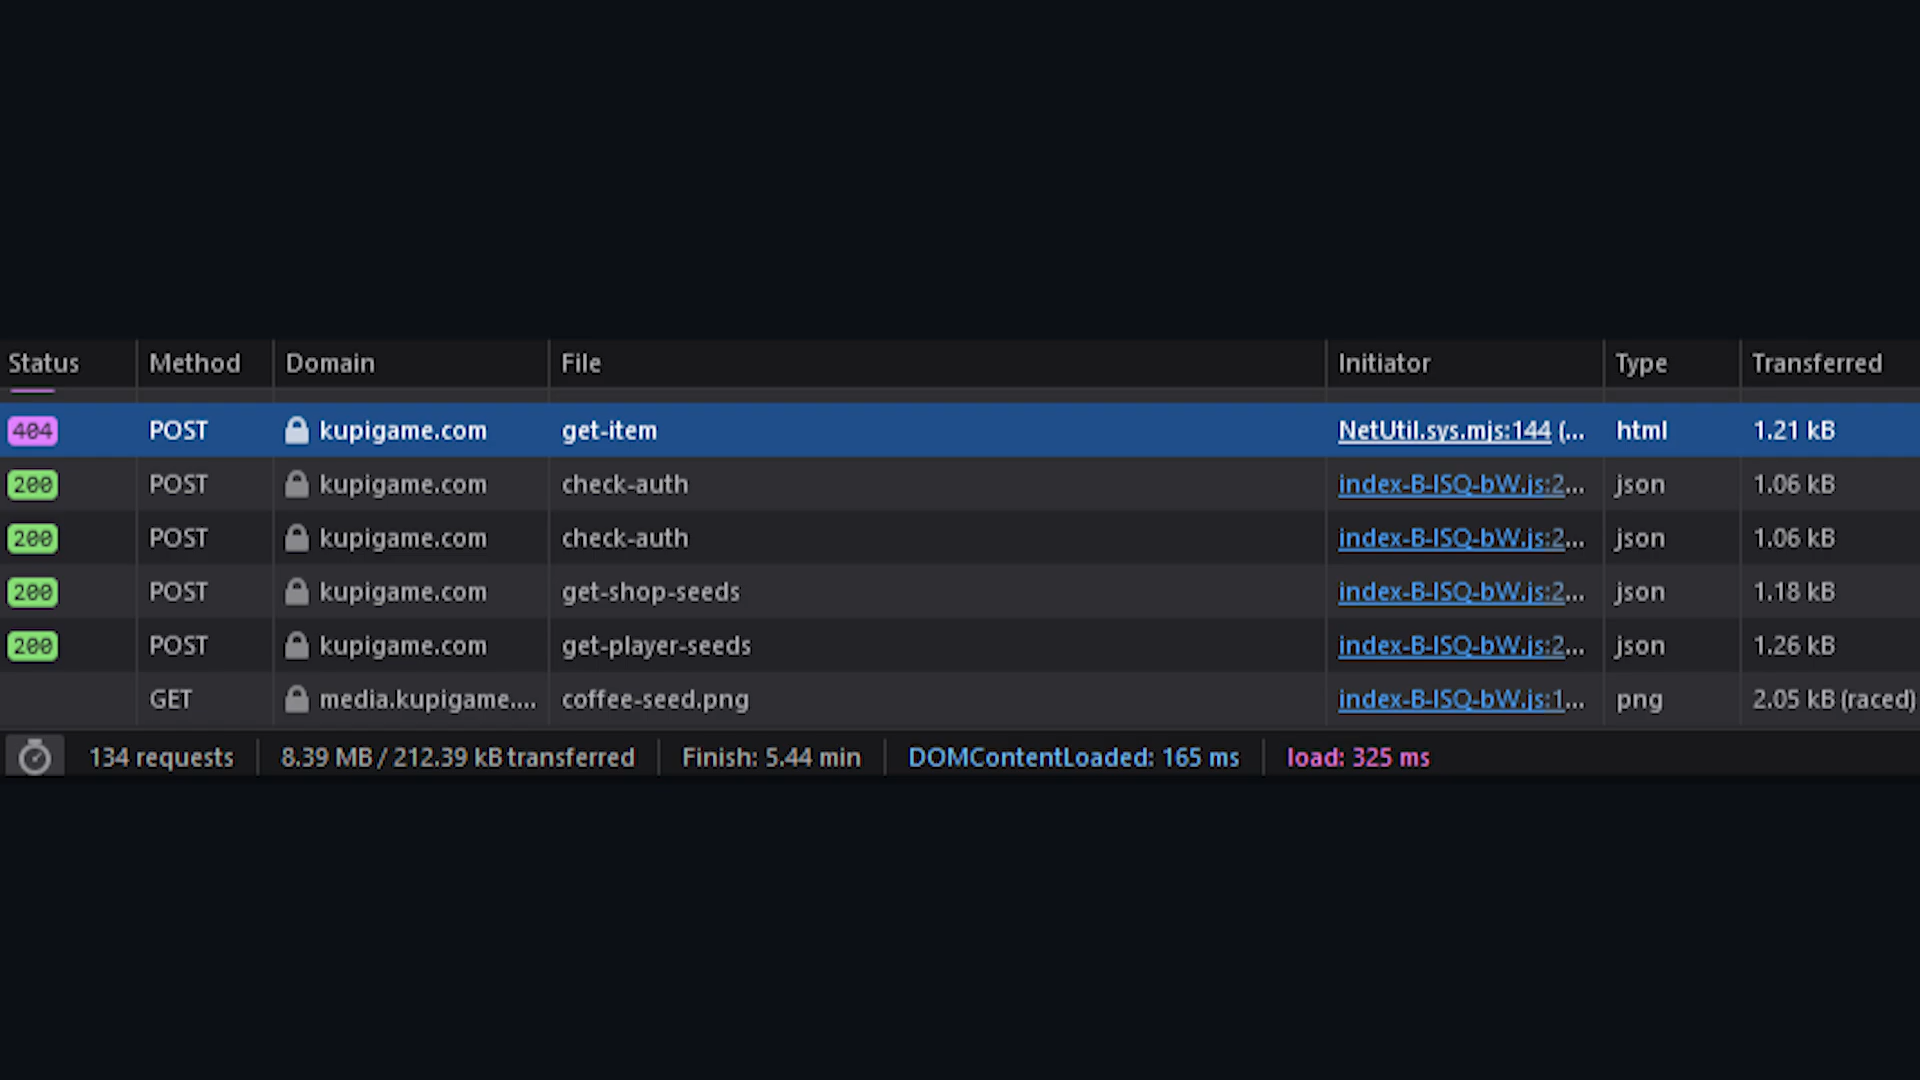 Status Method Domain File Initiator Type Transferred
404 POST kupigame.com get-item NetUtil.sys.mjs:144 (... html 1.21 kB
200 POST kupigame.com check-auth index-B-ISQ-bW.js:2... json 1.06 kB
200 POST kupigame.com check-auth index-B-ISQ-bW.js:2... json 1.06 kB
200 POST kupigame.com get-shop-seeds index-B-ISQ-bW.js:2... json 1.18 kB
200 POST kupigame.com get-player-seeds index-B-ISQ-bW.js:2... json 1.26 kB
GET media.kupigame.... coffee-seed.png index-B-ISQ-bW.js:1... png 2.05 kB (raced)
134 requests 8.39 MB / 212.39 kB transferred Finish: 5.44 min DOMContentLoaded: 165 ms load: 325 ms